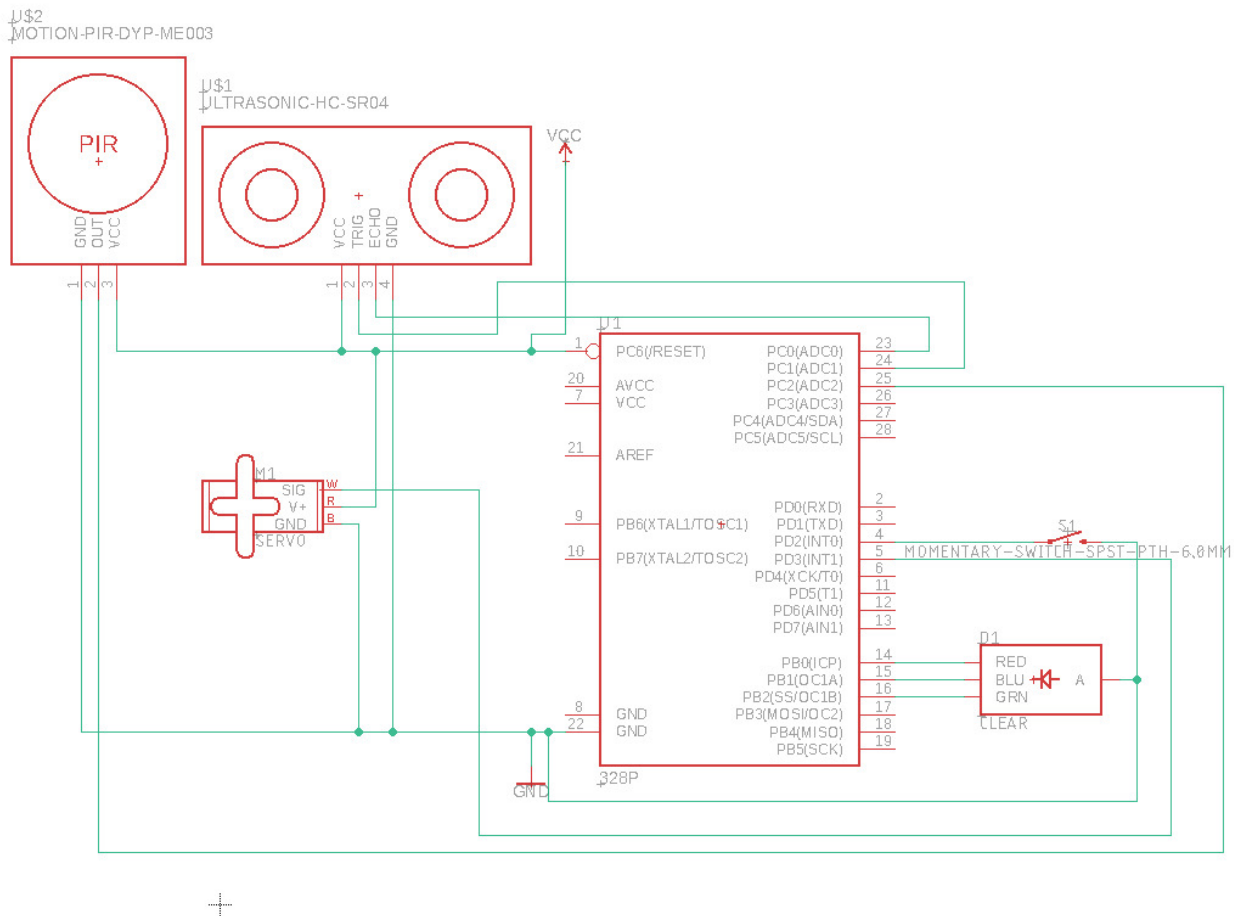 U$2
MOTION-PIR-DYP-ME003
PIR
GND
OUT
VCC
1
2
3
U$1
ULTRASONIC-HC-SR04
VCC
TRIG
ECHO
GND
1
2
3
4
VCC
U1
1 PC6(/RESET)
20 AVCC
7 VCC
21 AREF
9 PB6(XTAL1/TOSC1)
10 PB7(XTAL2/TOSC2)
8 GND
22 GND
PC0(ADC0) 23
PC1(ADC1) 24
PC2(ADC2) 25
PC3(ADC3) 26
PC4(ADC4/SDA) 27
PC5(ADC5/SCL) 28
PD0(RXD) 2
PD1(TXD) 3
PD2(INT0) 4
PD3(INT1) 5
PD4(XCK/T0) 6
PD5(T1) 11
PD6(AIN0) 12
PD7(AIN1) 13
PB0(ICP) 14
PB1(OC1A) 15
PB2(SS/OC1B) 16
PB3(MOSI/OC2) 17
PB4(MISO) 18
PB5(SCK) 19
328P
M1
SIG W
V+ R
GND B
SERVO
S1
MOMENTARY-SWITCH-SPST-PTH-6.0MM
D1
RED
BLU A
GRN
CLEAR
GND